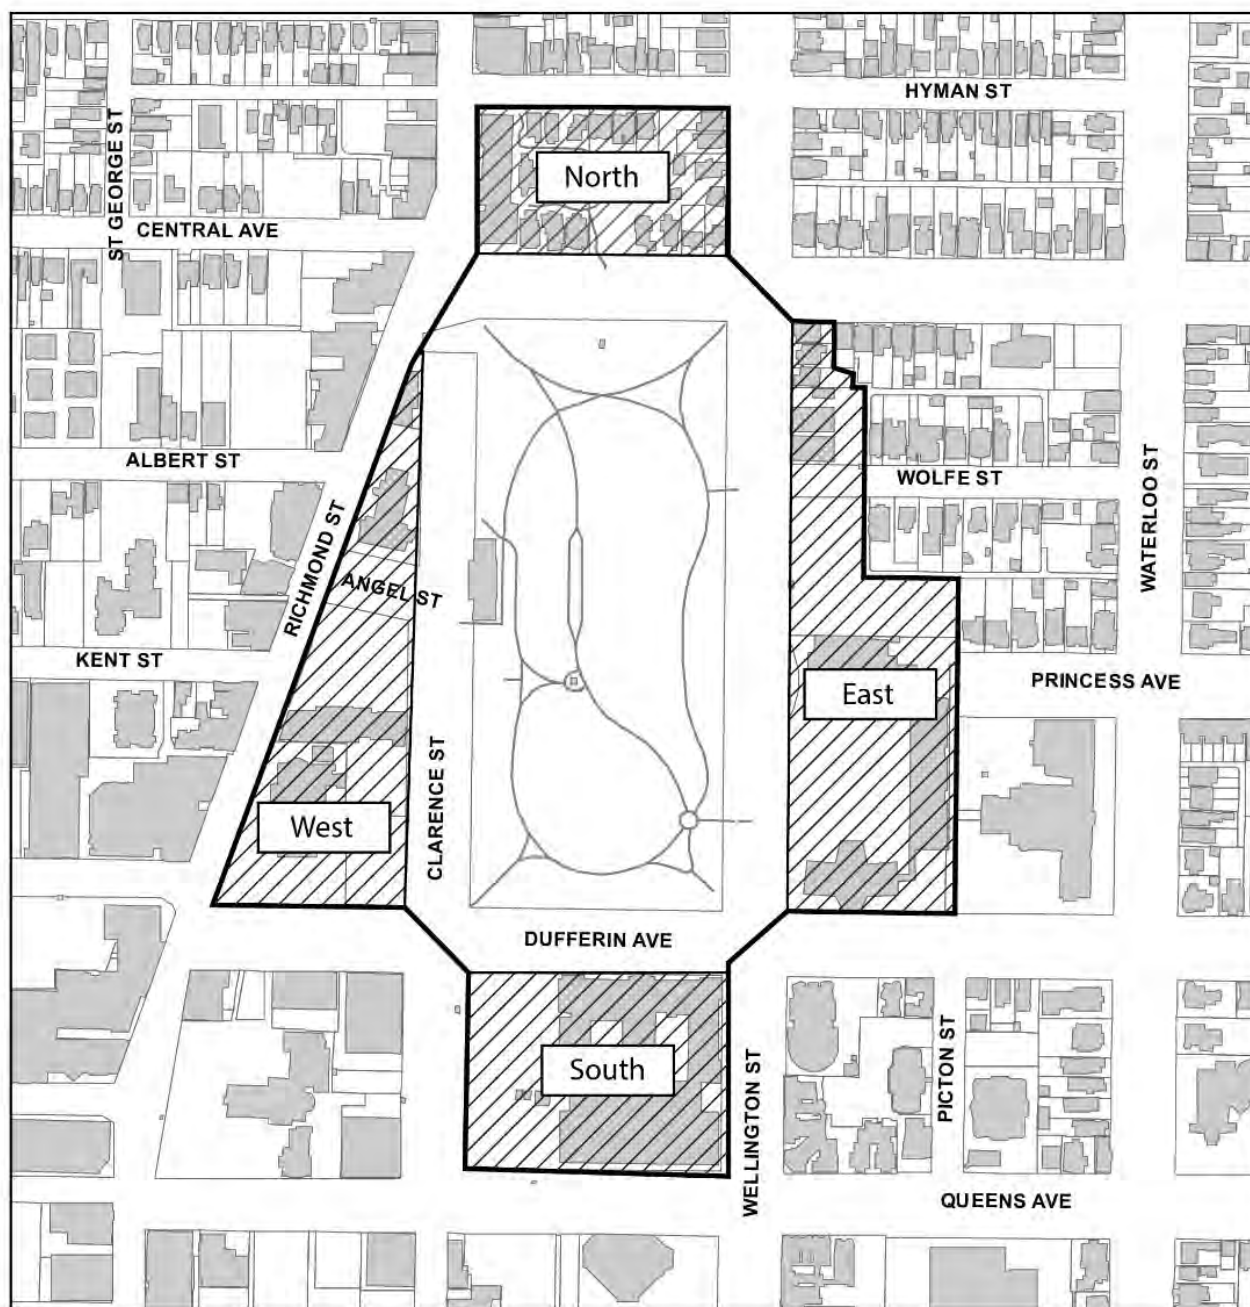 HYMAN ST
ST GEORGE ST
North
CENTRAL AVE
ALBERT ST
WOLFE ST
WATERLOO ST
RICHMOND ST
ANGEL ST
KENT ST
PRINCESS AVE
East
CLARENCE ST
West
DUFFERIN AVE
South
PICTON ST
WELLINGTON ST
QUEENS AVE